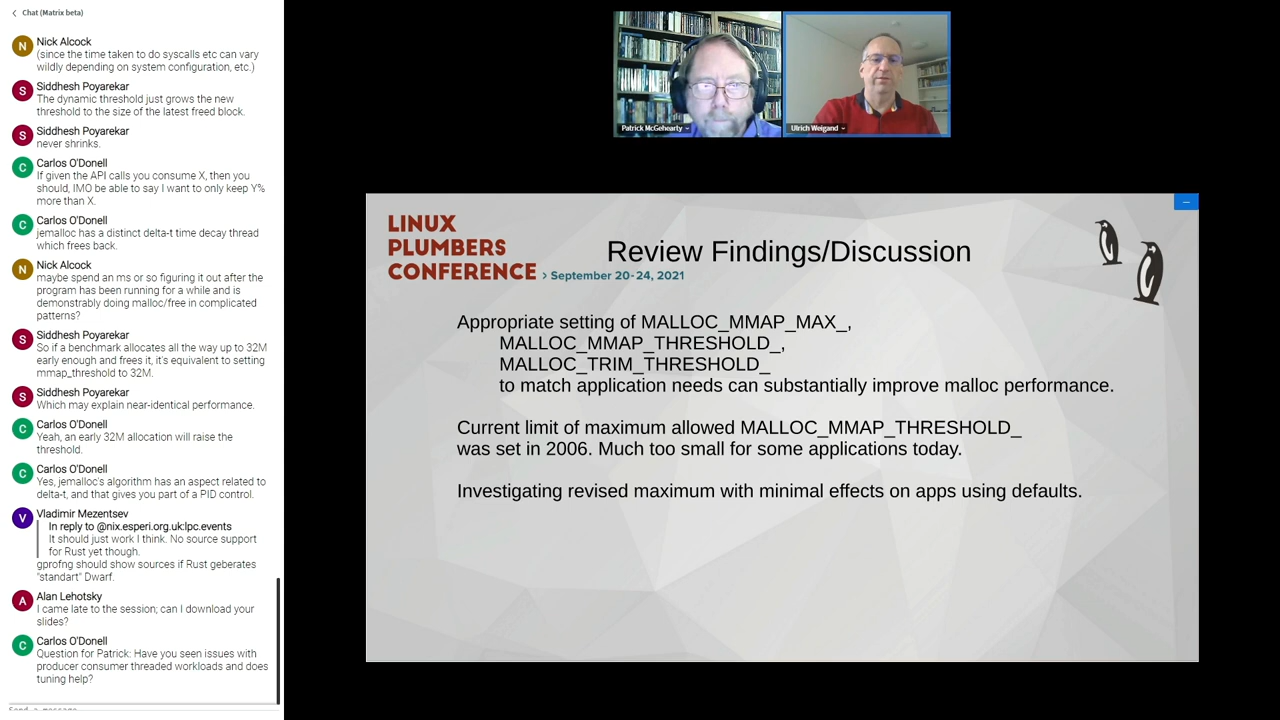 Chat (Matrix beta)
N
Nick Alcock
(since the time taken to do syscalls etc can vary
wildly depending on system configuration, etc.)
S
Siddhesh Poyarekar
The dynamic threshold just grows the new
threshold to the size of the latest freed block.
S
Siddhesh Poyarekar
never shrinks.
C
Carlos O'Donell
If given the API calls you consume X, then you
should, IMO be able to say I want to only keep Y%
more than X.
C
Carlos O'Donell
jemalloc has a distinct delta-t time decay thread
which frees back.
N
Nick Alcock
maybe spend an ms or so figuring it out after the
program has been running for a while and is
demonstrably doing malloc/free in complicated
patterns?
S
Siddhesh Poyarekar
So if a benchmark allocates all the way up to 32M
early enough and frees it, it's equivalent to setting
mmap_threshold to 32M.
S
Siddhesh Poyarekar
Which may explain near-identical performance.
C
Carlos O'Donell
Yeah, an early 32M allocation will raise the
threshold.
C
Carlos O'Donell
Yes, jemalloc's algorithm has an aspect related to
delta-t, and that gives you part of a PID control.
V
Vladimir Mezentsev
In reply to @nix.esperi.org.uk:lpc.events
It should just work I think. No source support
for Rust yet though.
gprofng should show sources if Rust geberates
"standart" Dwarf.
A
Alan Lehotsky
I came late to the session; can I download your
slides?
C
Carlos O'Donell
Question for Patrick: Have you seen issues with
producer consumer threaded workloads and does
tuning help?
Send a message
Patrick McGehearty
Ulrich Weigand
LINUX
PLUMBERS
CONFERENCE > September 20-24, 2021
Review Findings/Discussion
Appropriate setting of MALLOC_MMAP_MAX_,
MALLOC_MMAP_THRESHOLD_,
MALLOC_TRIM_THRESHOLD_
to match application needs can substantially improve malloc performance.
Current limit of maximum allowed MALLOC_MMAP_THRESHOLD_
was set in 2006. Much too small for some applications today.
Investigating revised maximum with minimal effects on apps using defaults.